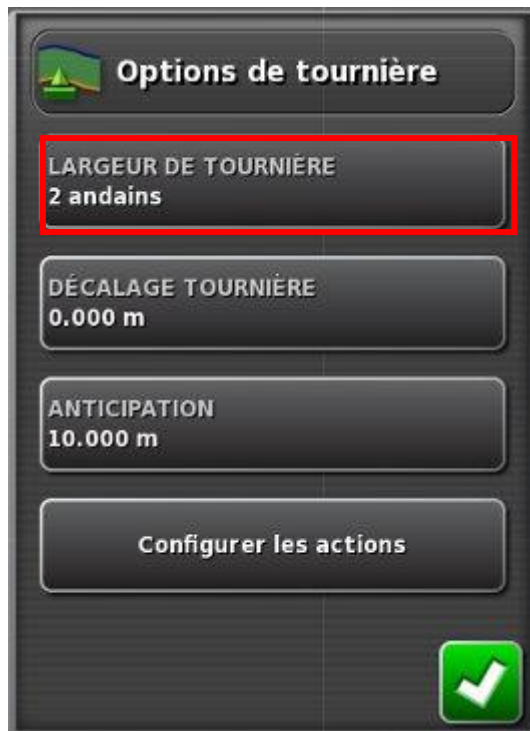 Options de tournière
LARGEUR DE TOURNIÈRE
2 andains
DÉCALAGE TOURNIÈRE
0.000 m
ANTICIPATION
10.000 m
Configurer les actions